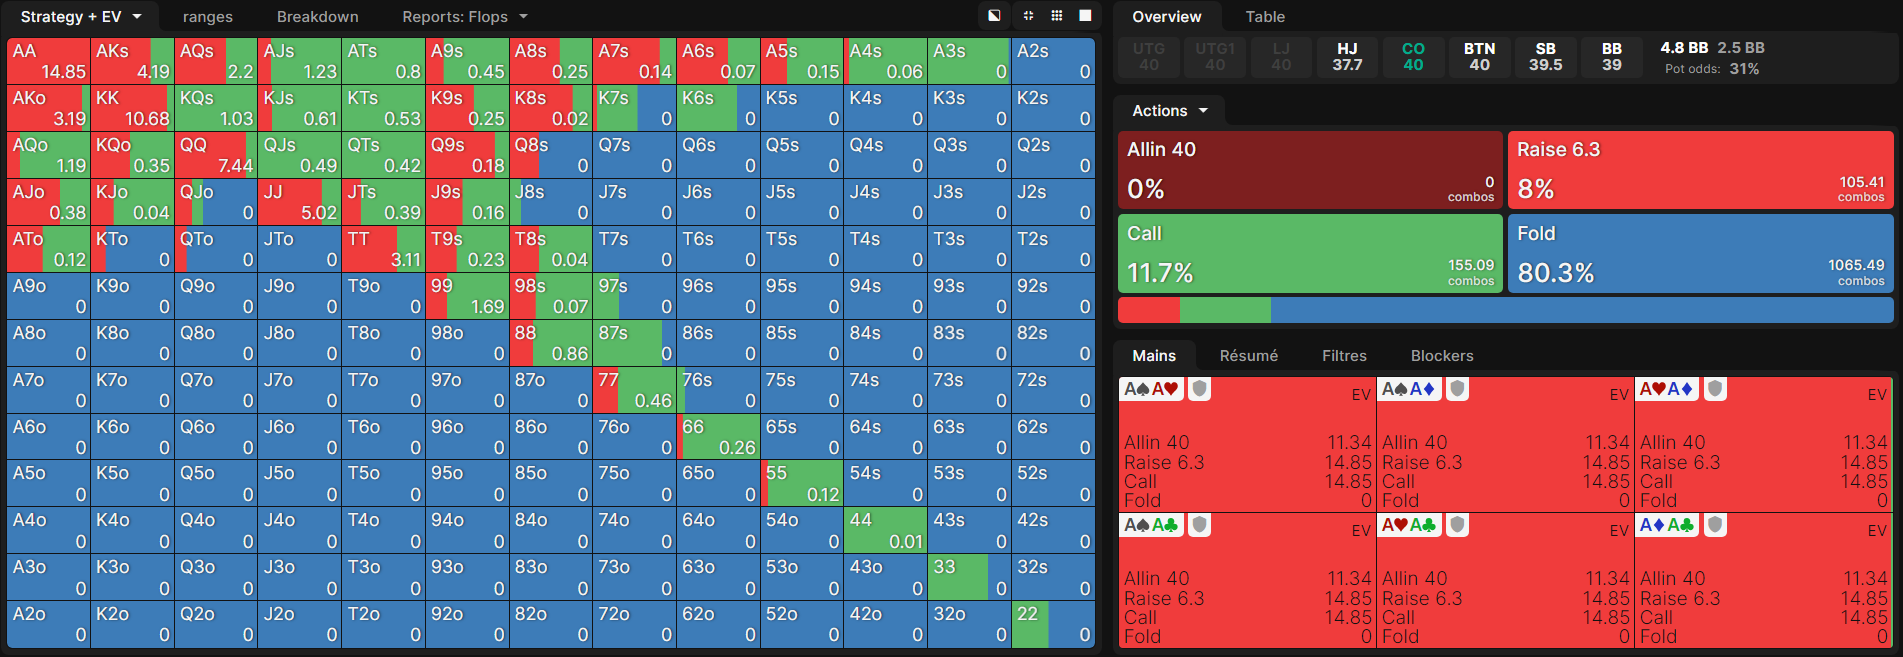 Strategy + EV ranges Breakdown Reports: Flops
AA AKs AQs AJs ATs A9s A8s A7s A6s A5s A4s A3s A2s
14.85 4.19 2.2 1.23 0.8 0.45 0.25 0.14 0.07 0.15 0.06 0 0
AKo KK KQs KJs KTs K9s K8s K7s K6s K5s K4s K3s K2s
3.19 10.68 1.03 0.61 0.53 0.25 0.02 0 0 0 0 0 0
AQo KQo QQ QJs QTs Q9s Q8s Q7s Q6s Q5s Q4s Q3s Q2s
1.19 0.35 7.44 0.49 0.42 0.18 0 0 0 0 0 0 0
AJo KJo QJo JJ JTs J9s J8s J7s J6s J5s J4s J3s J2s
0.38 0.04 0 5.02 0.39 0.16 0 0 0 0 0 0 0
ATo KTo QTo JTo TT T9s T8s T7s T6s T5s T4s T3s T2s
0.12 0 0 0 3.11 0.23 0.04 0 0 0 0 0 0
A9o K9o Q9o J9o T9o 99 98s 97s 96s 95s 94s 93s 92s
0 0 0 0 0 1.69 0.07 0 0 0 0 0 0
A8o K8o Q8o J8o T8o 98o 88 87s 86s 85s 84s 83s 82s
0 0 0 0 0 0 0.86 0 0 0 0 0 0
A7o K7o Q7o J7o T7o 97o 87o 77 76s 75s 74s 73s 72s
0 0 0 0 0 0 0 0.46 0 0 0 0 0
A6o K6o Q6o J6o T6o 96o 86o 76o 66 65s 64s 63s 62s
0 0 0 0 0 0 0 0 0.26 0 0 0 0
A5o K5o Q5o J5o T5o 95o 85o 75o 65o 55 54s 53s 52s
0 0 0 0 0 0 0 0 0 0.12 0 0 0
A4o K4o Q4o J4o T4o 94o 84o 74o 64o 54o 44 43s 42s
0 0 0 0 0 0 0 0 0 0 0.01 0 0
A3o K3o Q3o J3o T3o 93o 83o 73o 63o 53o 43o 33 32s
0 0 0 0 0 0 0 0 0 0 0 0 0
A2o K2o Q2o J2o T2o 92o 82o 72o 62o 52o 42o 32o 22
0 0 0 0 0 0 0 0 0 0 0 0 0
Overview Table
UTG UTG1 LJ HJ CO BTN SB BB 4.8 BB 2.5 BB
40 40 40 37.7 40 40 39.5 39 Pot odds: 31%
Actions
Allin 40 Raise 6.3
0% 0 combos 8% 105.41 combos
Call Fold
11.7% 155.09 combos 80.3% 1065.49 combos
Mains Résumé Filtres Blockers
A♠A♥ A♠A♦ A♥A♦
EV EV EV
Allin 40 11.34 Allin 40 11.34 Allin 40 11.34
Raise 6.3 14.85 Raise 6.3 14.85 Raise 6.3 14.85
Call 14.85 Call 14.85 Call 14.85
Fold 0 Fold 0 Fold 0
A♠A♣ A♥A♣ A♦A♣
EV EV EV
Allin 40 11.34 Allin 40 11.34 Allin 40 11.34
Raise 6.3 14.85 Raise 6.3 14.85 Raise 6.3 14.85
Call 14.85 Call 14.85 Call 14.85
Fold 0 Fold 0 Fold 0